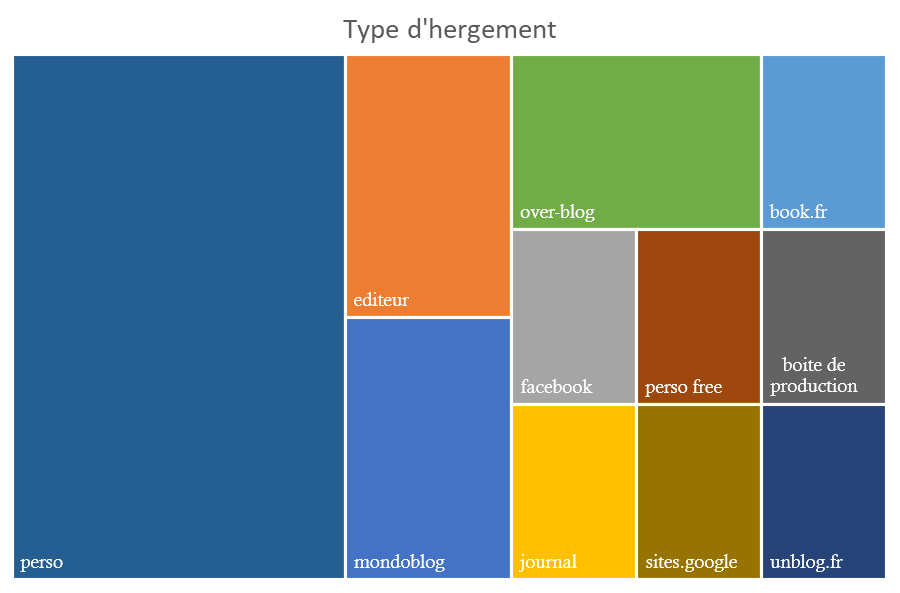 Type d'hergement
over-blog
book.fr
editeur
facebook
perso free
boite de
production
perso
mondoblog
journal
sites.google
unblog.fr